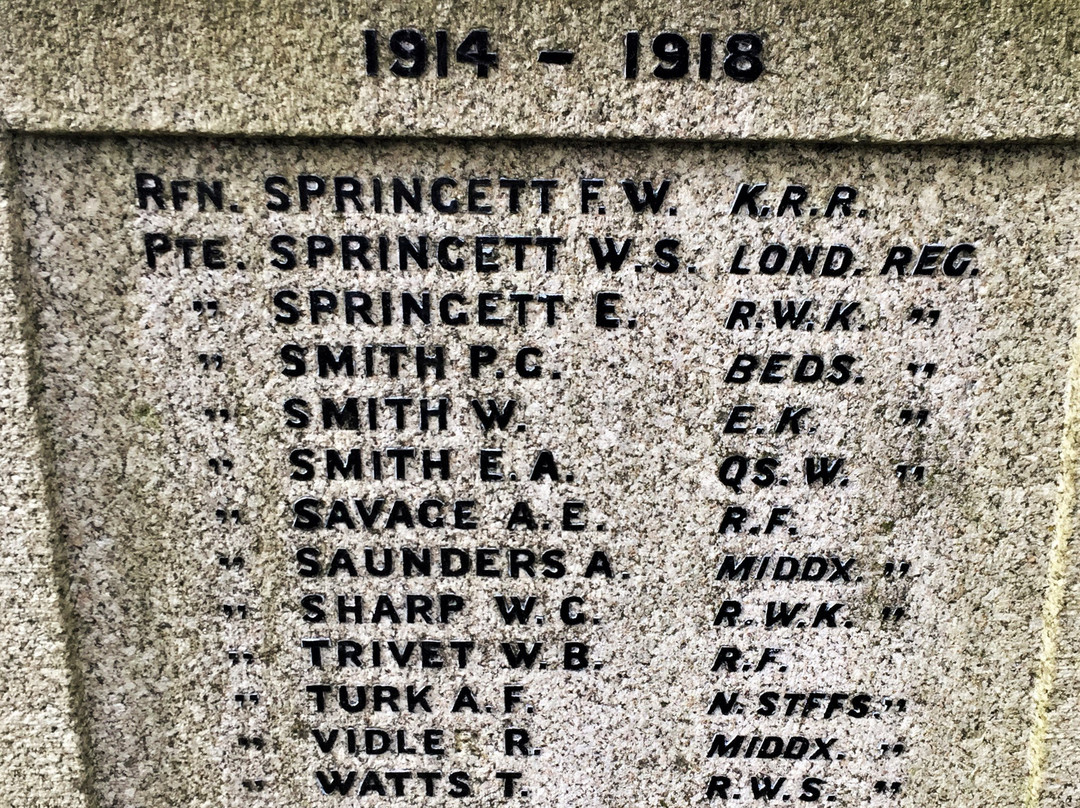 1914 - 1918
RFN. SPRINGETT F. W. K.R.R.
PTE. SPRINGETT W.S. LOND. REG.
" SPRINGETT E. R.W.K. "
" SMITH P.G. BEDS. "
" SMITH W. E.K. "
" SMITH E.A. QS. W. "
" SAVAGE A.E. R.F.
" SAUNDERS A. MIDDX. "
" SHARP W.G. R.W.K. "
" TRIVET W.B. R.F.
" TURK A.F. N. STFFS. "
" VIDLE R. MIDDX. "
" WATTS T. R.W.S. "